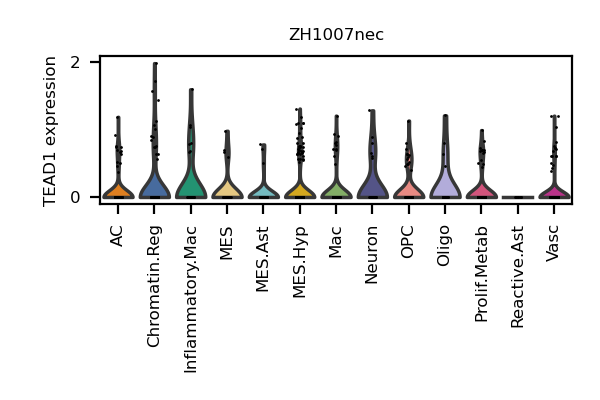 ZH1007nec
TEAD1 expression
2
0
AC
Chromatin.Reg
Inflammatory.Mac
MES
MES.Ast
MES.Hyp
Mac
Neuron
OPC
Oligo
Prolif.Metab
Reactive.Ast
Vasc